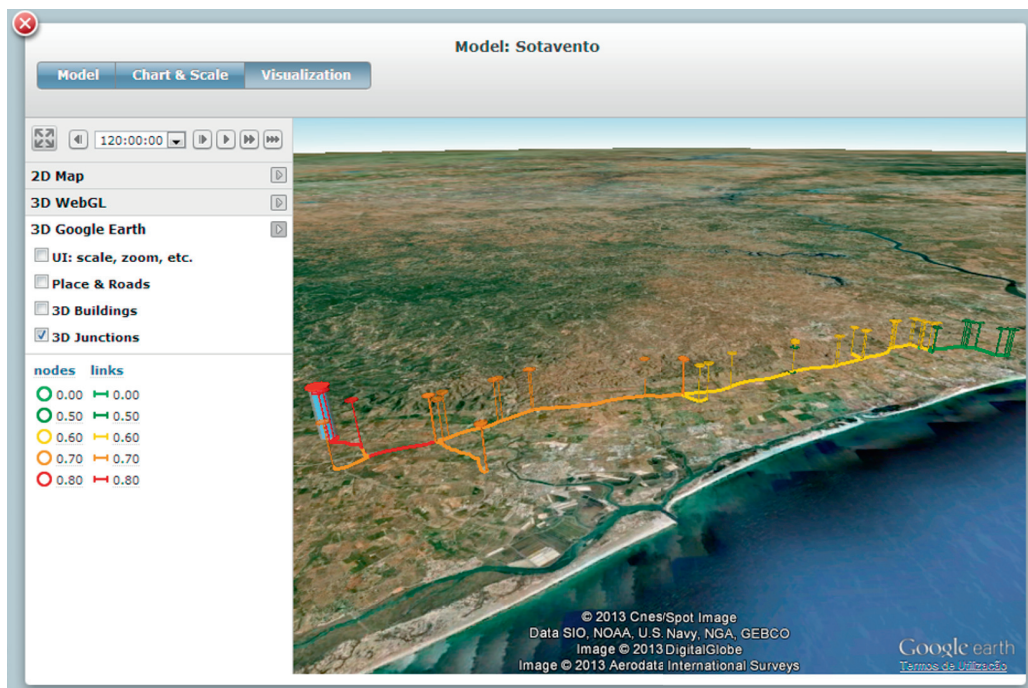 Model: Sotavento
Model
Chart & Scale
Visualization
120:00:00
2D Map
3D WebGL
3D Google Earth
UI: scale, zoom, etc.
Place & Roads
3D Buildings
3D Junctions
nodes links
0.00 0.00
0.50 0.50
0.60 0.60
0.70 0.70
0.80 0.80
© 2013 Cnes/Spot Image
Data SIO, NOAA, U.S. Navy, NGA, GEBCO
Image © 2013 DigitalGlobe
Image © 2013 Aerodata International Surveys
Google earth
Termos de Utilização